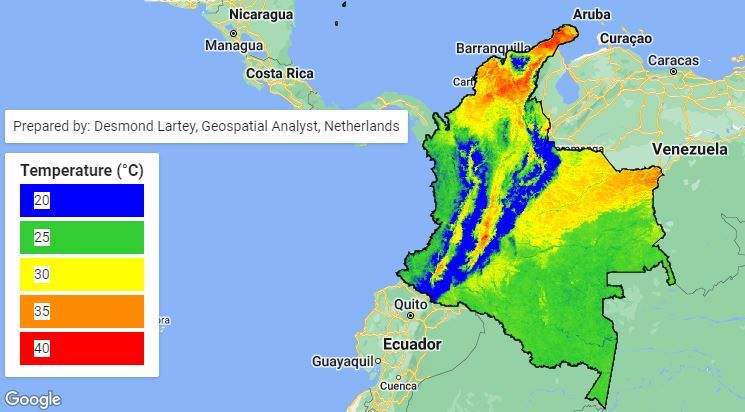 Nicaragua
Managua
Costa Rica
Aruba
Curaçao
Barranquilla
Caracas
Prepared by: Desmond Lartey, Geospatial Analyst, Netherlands
Venezuela
Temperature (°C)
20
25
30
35
40
Quito
Ecuador
Guayaquil
Cuenca
Google